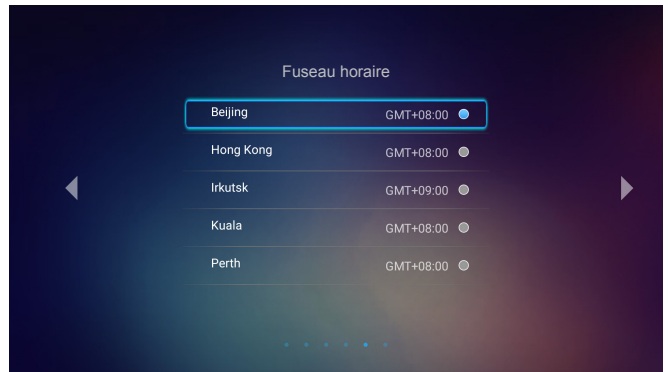 Fuseau horaire
Beijing GMT+08:00
Hong Kong GMT+08:00
Irkutsk GMT+09:00
Kuala GMT+08:00
Perth GMT+08:00